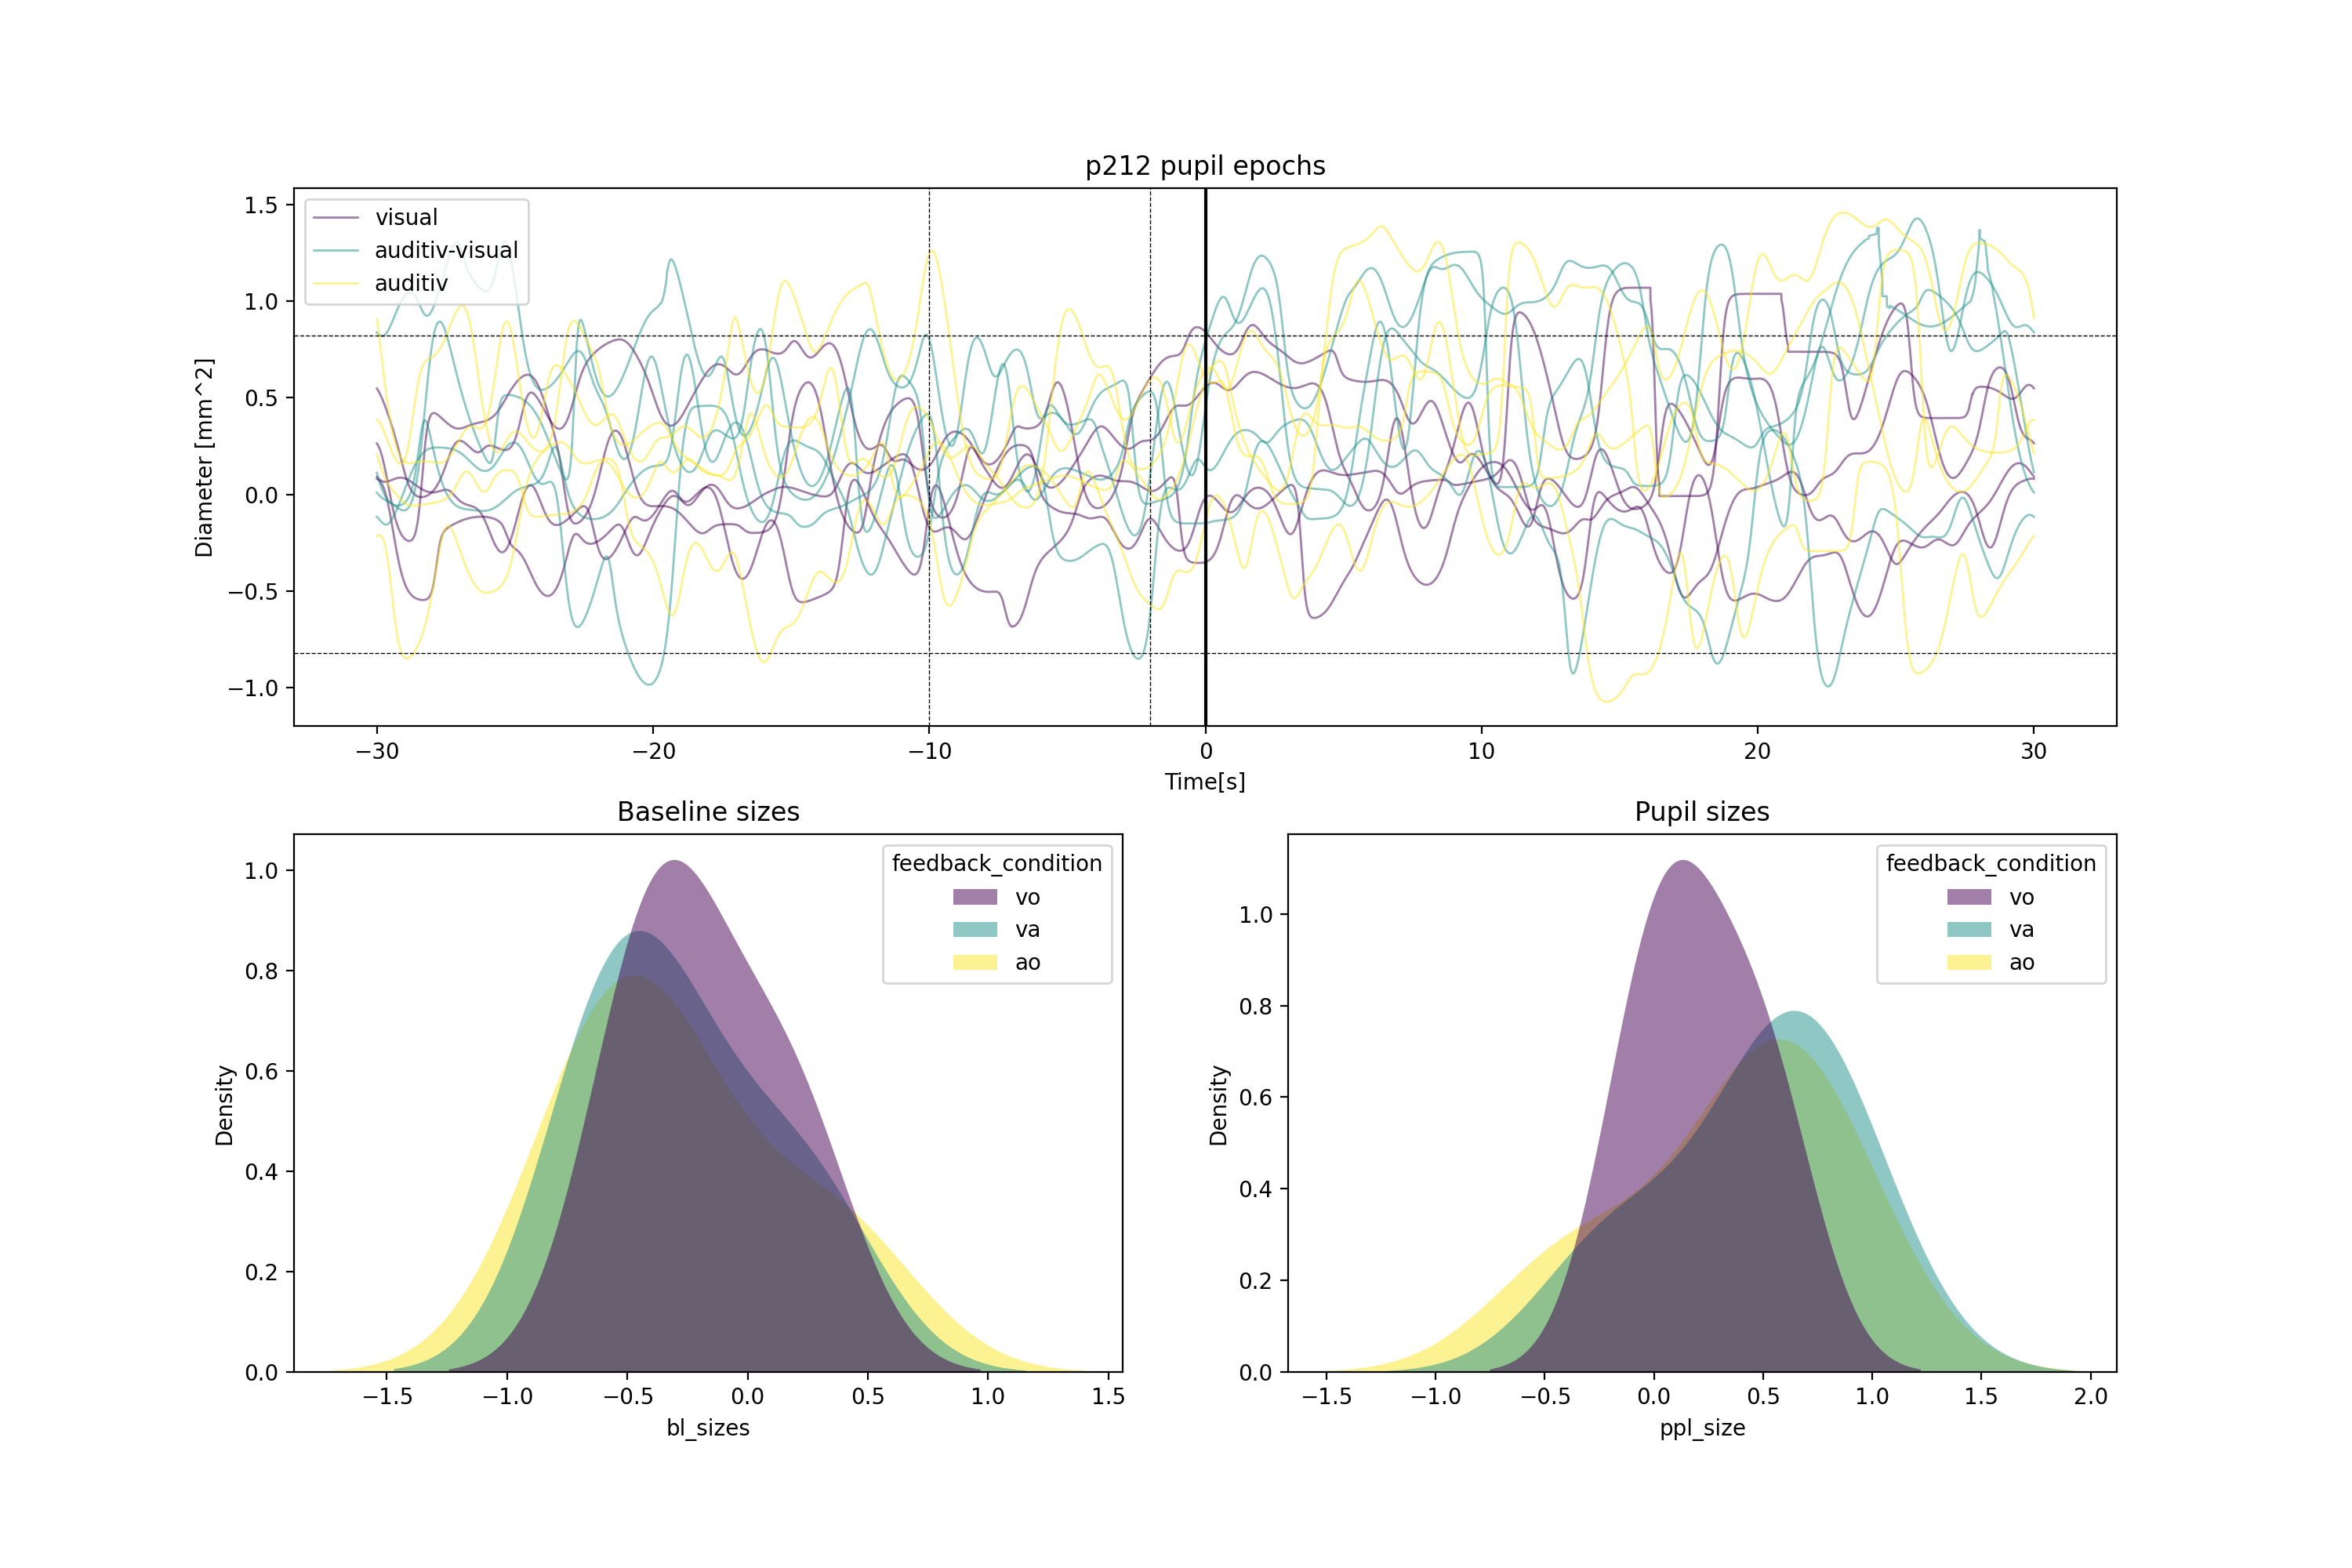 p212 pupil epochs
visual
auditiv-visual
auditiv
1.5
1.0
0.5
0.0
−0.5
−1.0
Diameter [mm^2]
−30
−20
−10
0
10
20
30
Time[s]
Baseline sizes
feedback_condition
vo
va
ao
1.0
0.8
0.6
0.4
0.2
0.0
Density
−1.5
−1.0
−0.5
0.0
0.5
1.0
1.5
bl_sizes
Pupil sizes
feedback_condition
vo
va
ao
1.0
0.8
0.6
0.4
0.2
0.0
Density
−1.5
−1.0
−0.5
0.0
0.5
1.0
1.5
2.0
ppl_size